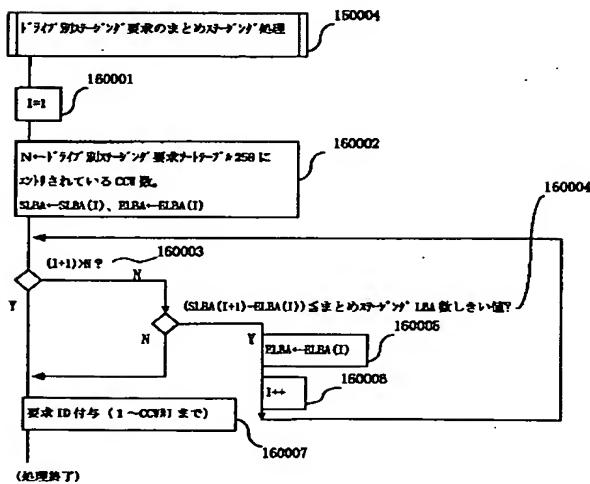 ドライブ別ステージング要求のまとめステージング処理
150004
160001
I=1
160002
N←ドライブ別ステージング要求ソートテーブル258に
エントリされているCCW数。
SLBA←SLBA(I)、ELBA←ELBA(I)
160004
(I+1)>N?
160003
N
Y
(SLBA(I+1)-ELBA(I))≦まとめステージングLBA数しきい値?
160005
N
Y
ELBA←ELBA(I)
160006
I++
要求ID付与(1~CCW#Iまで)
160007
(処理終了)